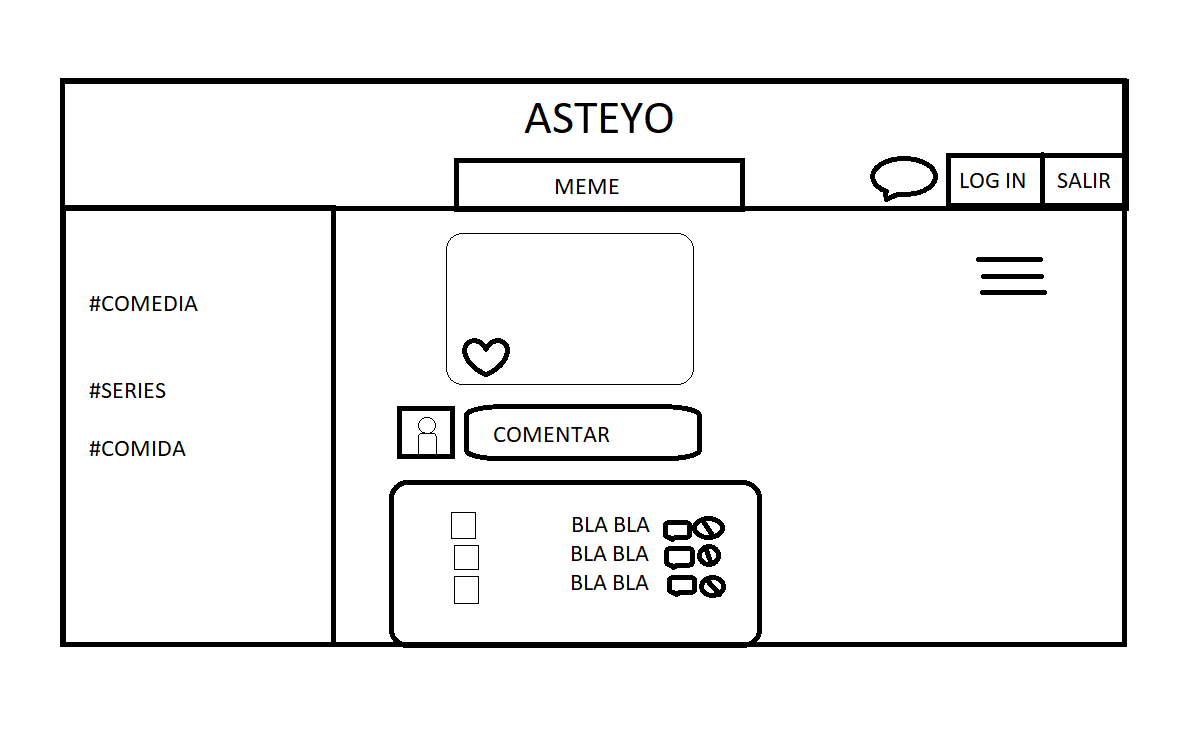 ASTEYO
MEME
LOG IN
SALIR
#COMEDIA
#SERIES
#COMIDA
COMENTAR
BLA BLA
BLA BLA
BLA BLA